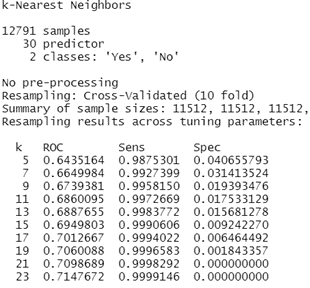 k-Nearest Neighbors
12791 samples
30 predictor
2 classes: 'Yes', 'No'
No pre-processing
Resampling: Cross-Validated (10 fold)
Summary of sample sizes: 11512, 11512, 11512,
Resampling results across tuning parameters:
k ROC Sens Spec
5 0.6435164 0.9875301 0.040655793
7 0.6649984 0.9927399 0.031413524
9 0.6739381 0.9958150 0.019393476
11 0.6860095 0.9972669 0.017533129
13 0.6887655 0.9983772 0.015681278
15 0.6949803 0.9990606 0.009242270
17 0.7012667 0.9994022 0.006464492
19 0.7060088 0.9996583 0.001843357
21 0.7098689 0.9998292 0.000000000
23 0.7147672 0.9999146 0.000000000